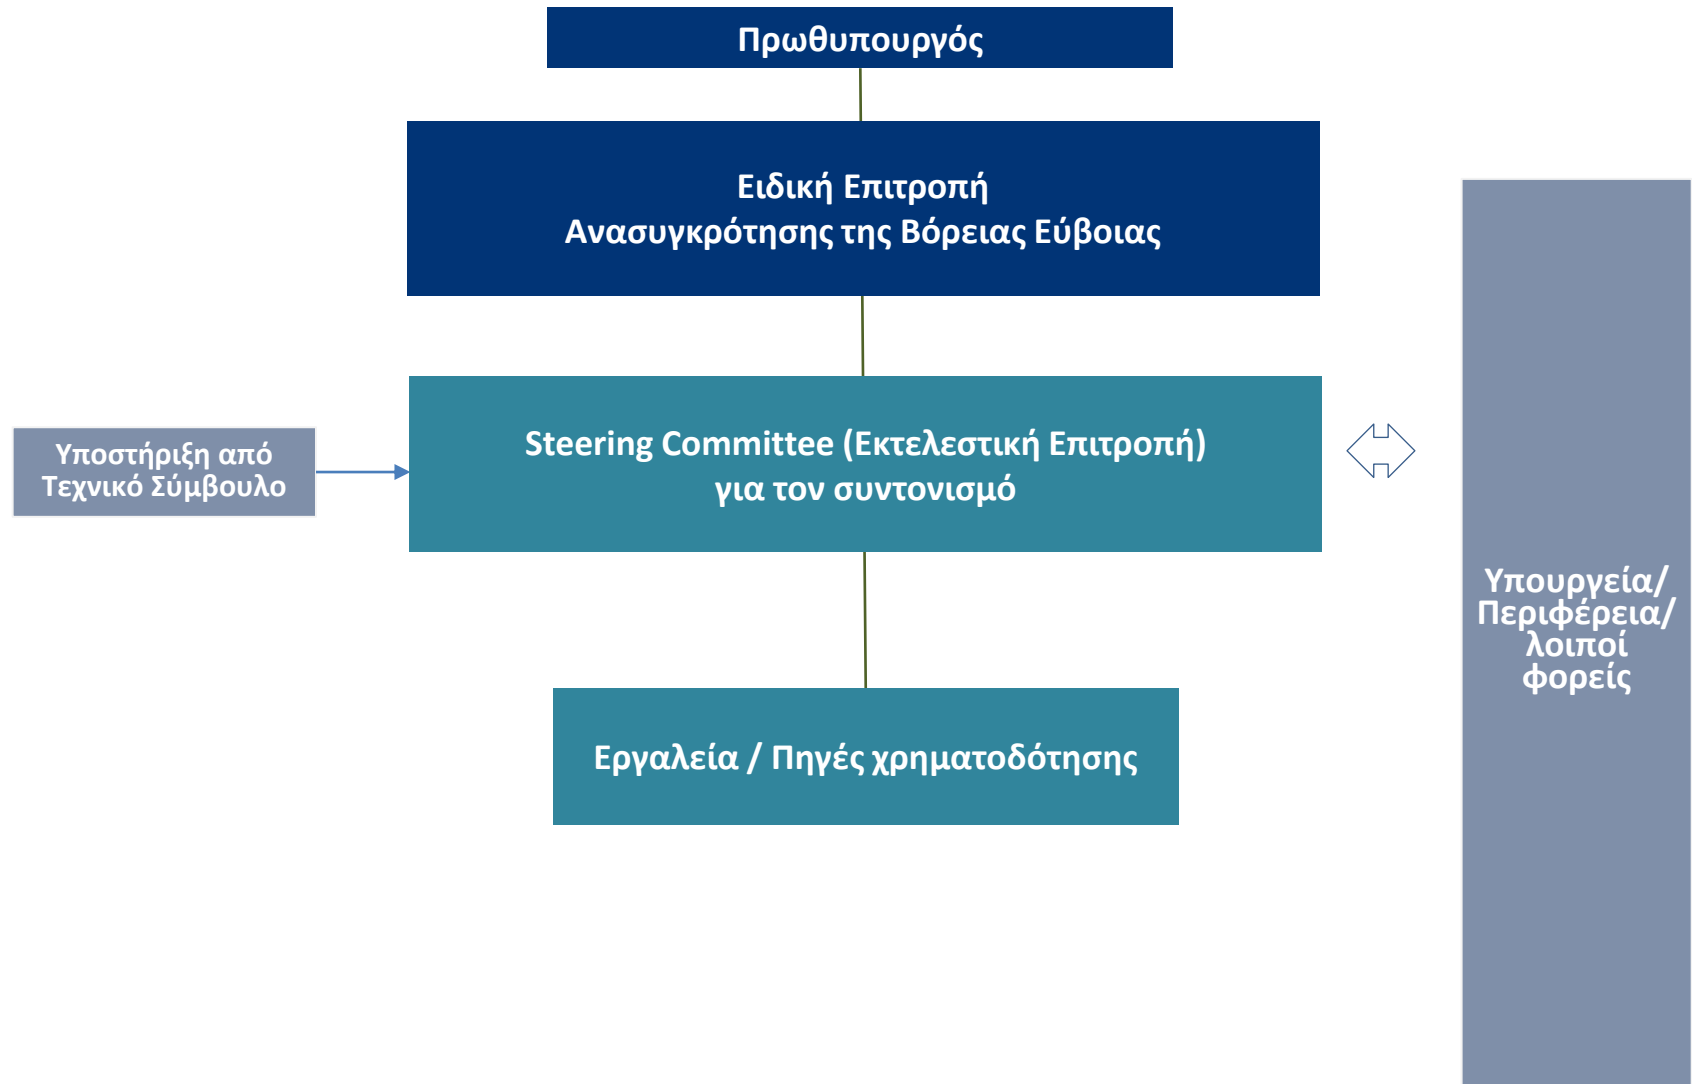 Πρωθυπουργός
Ειδική Επιτροπή
Ανασυγκρότησης της Βόρειας Εύβοιας
Υποστήριξη από
Τεχνικό Σύμβουλο
Steering Committee (Εκτελεστική Επιτροπή)
για τον συντονισμό
Υπουργεία/
Περιφέρεια/
λοιποί
φορείς
Εργαλεία / Πηγές χρηματοδότησης